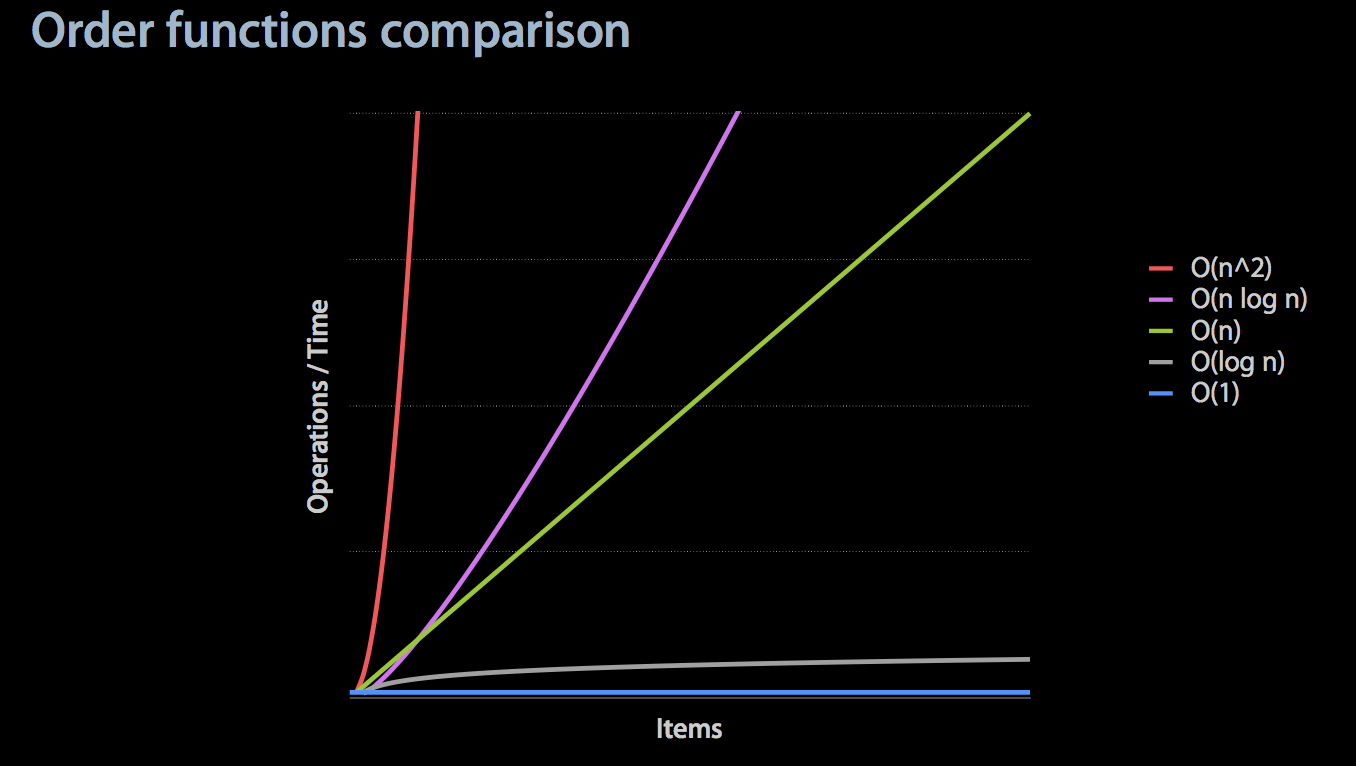 Order functions comparison
Operations / Time
O(n^2)
O(n log n)
O(n)
O(log n)
O(1)
Items